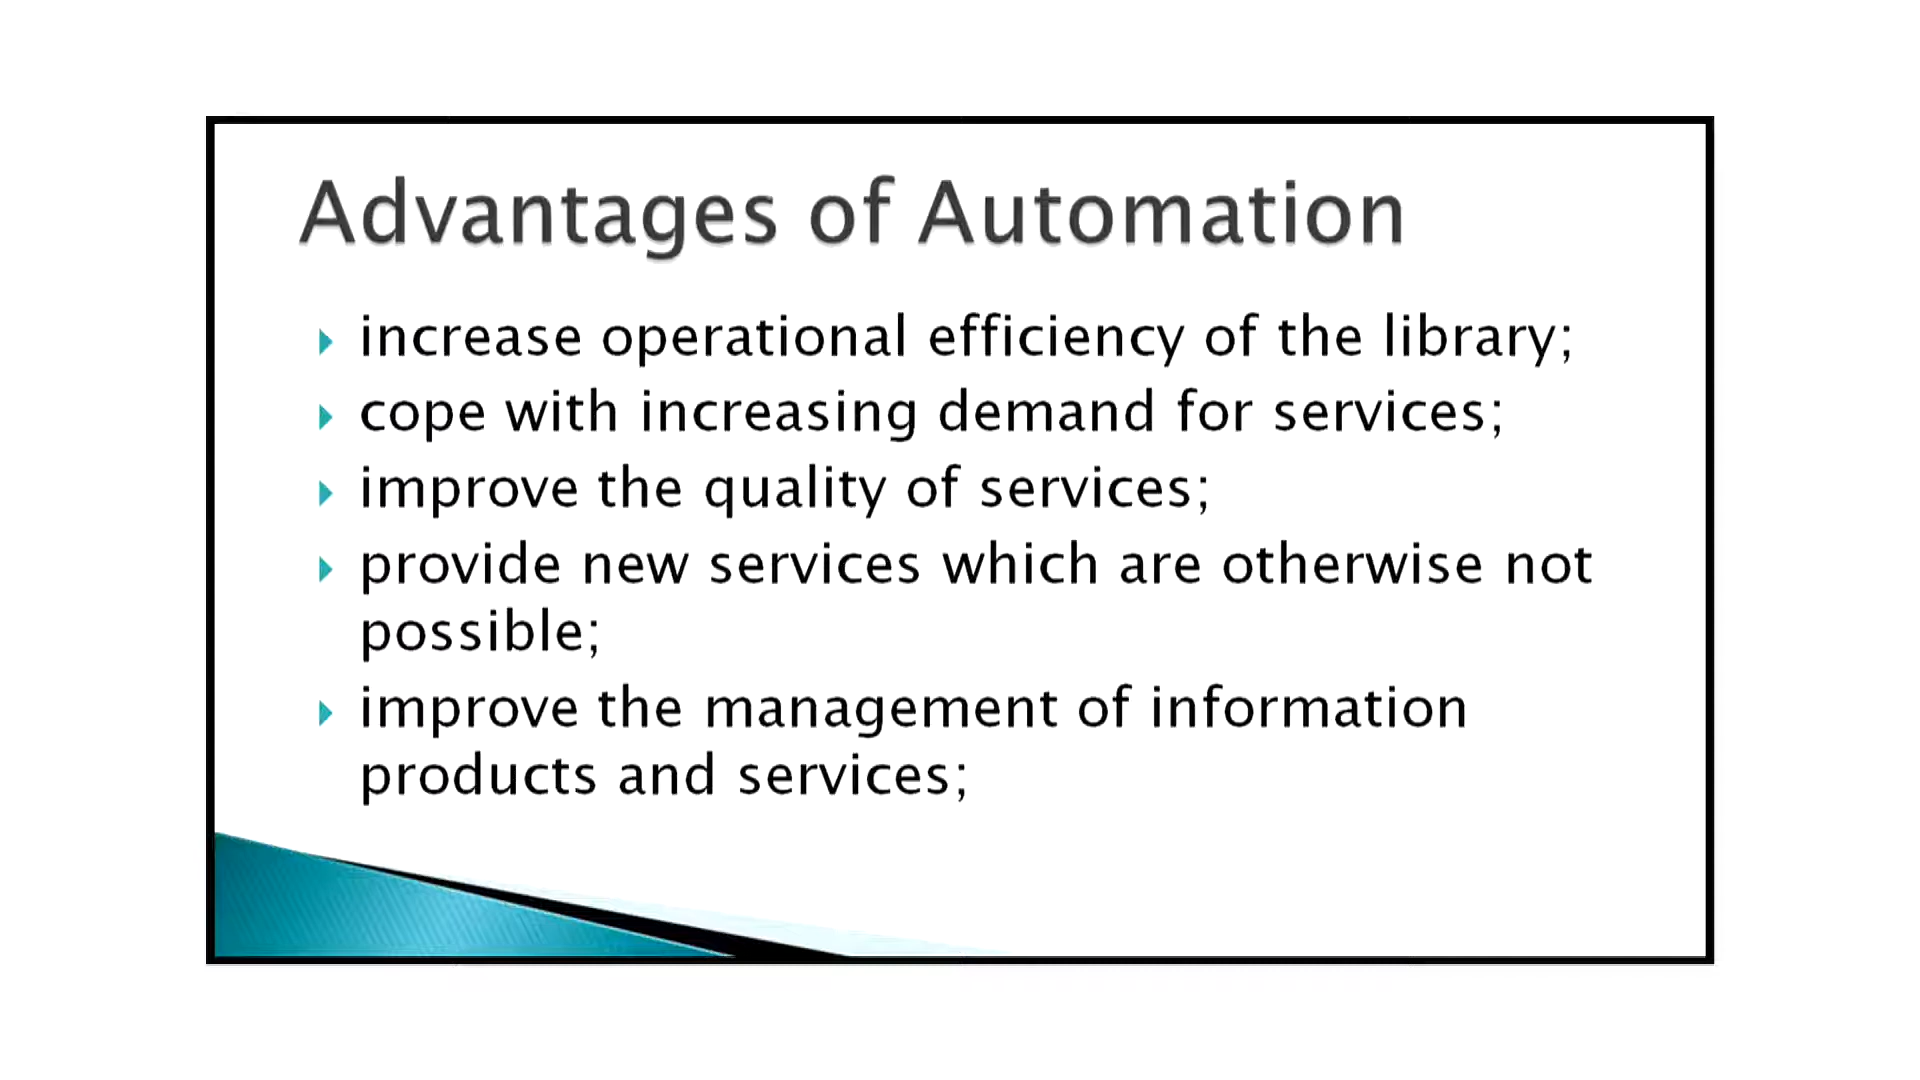 Advantages of Automation
increase operational efficiency of the library;
cope with increasing demand for services;
improve the quality of services;
provide new services which are otherwise not
possible;
improve the management of information
products and services;